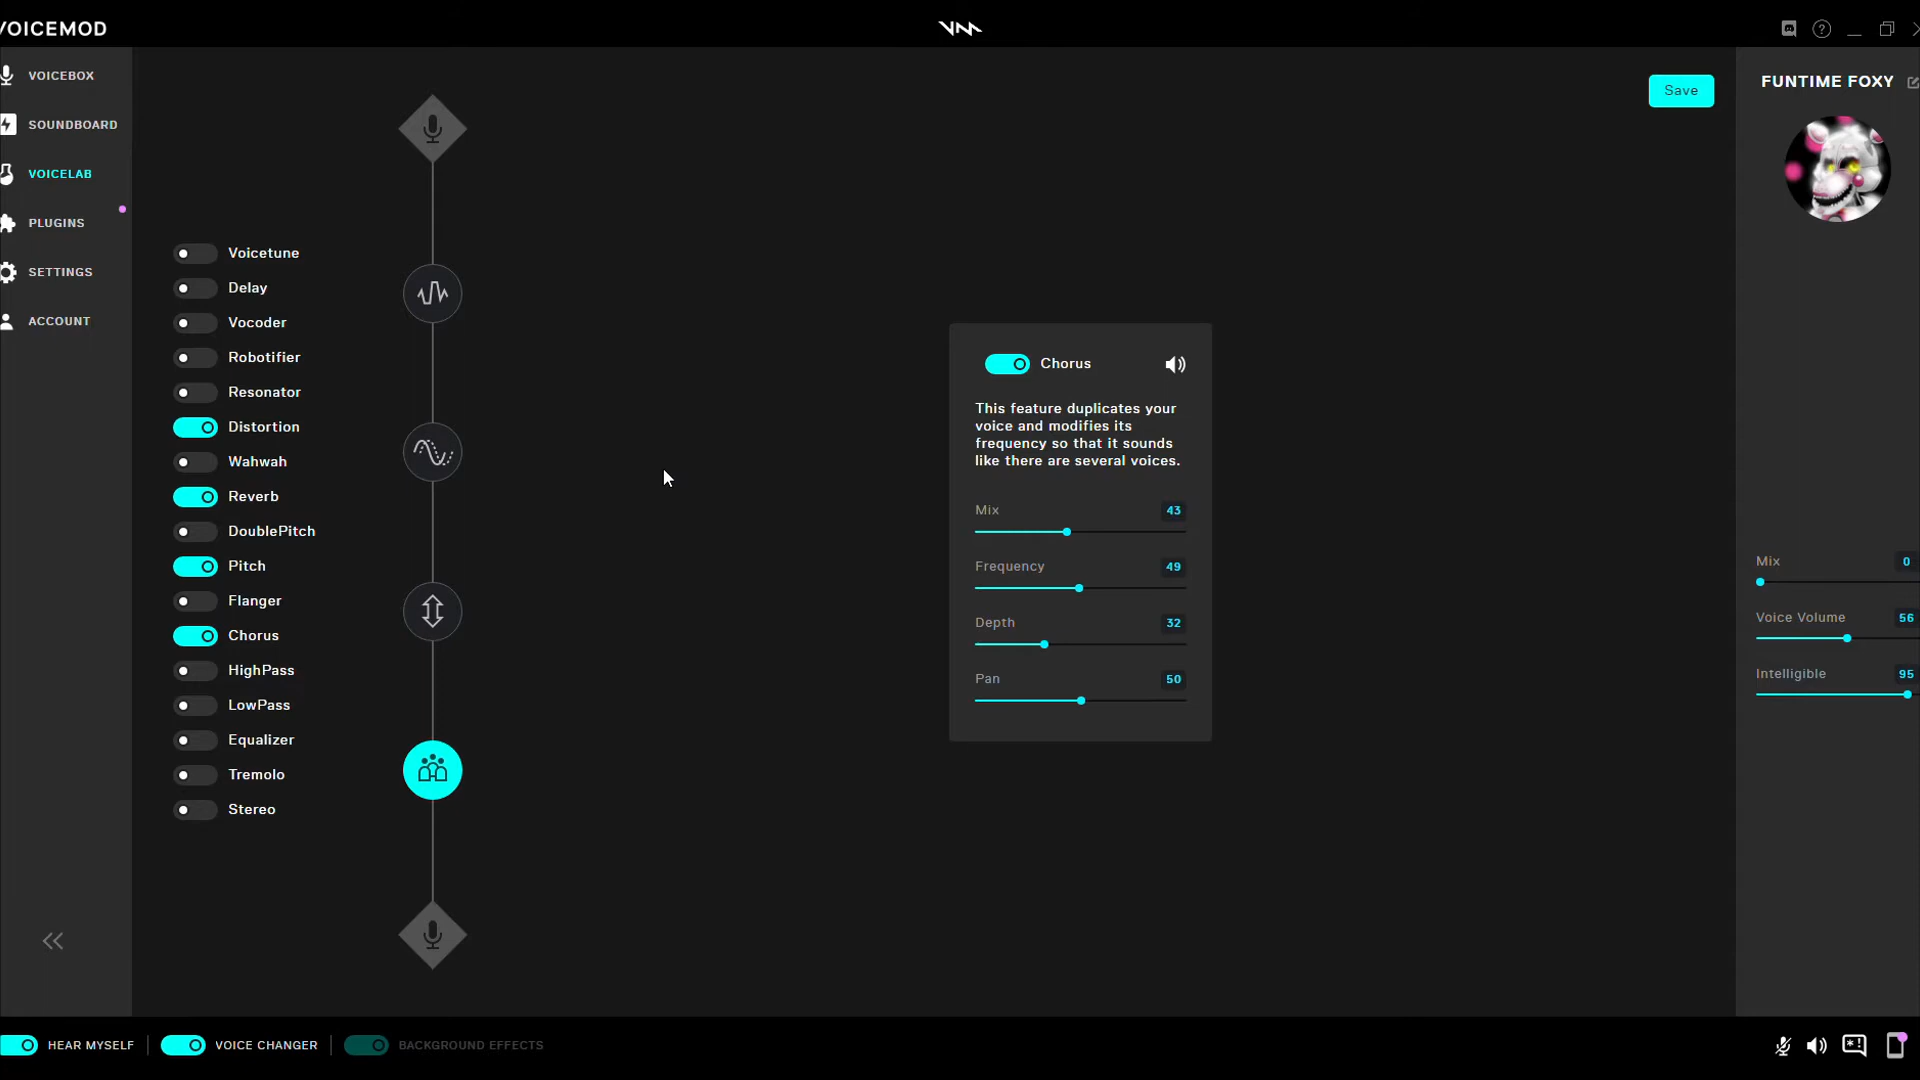 VOICEMOD
VOICEBOX
SOUNDBOARD
VOICELAB
PLUGINS
SETTINGS
ACCOUNT
Voicetune
Delay
Vocoder
Robotifier
Resonator
Distortion
Wahwah
Reverb
DoublePitch
Pitch
Flanger
Chorus
HighPass
LowPass
Equalizer
Tremolo
Stereo
Chorus
This feature duplicates your
voice and modifies its
frequency so that it sounds
like there are several voices.
Mix 43
Frequency 49
Depth 32
Pan 50
Save
FUNTIME FOXY
Mix 0
Voice Volume 56
Intelligible 95
HEAR MYSELF
VOICE CHANGER
BACKGROUND EFFECTS